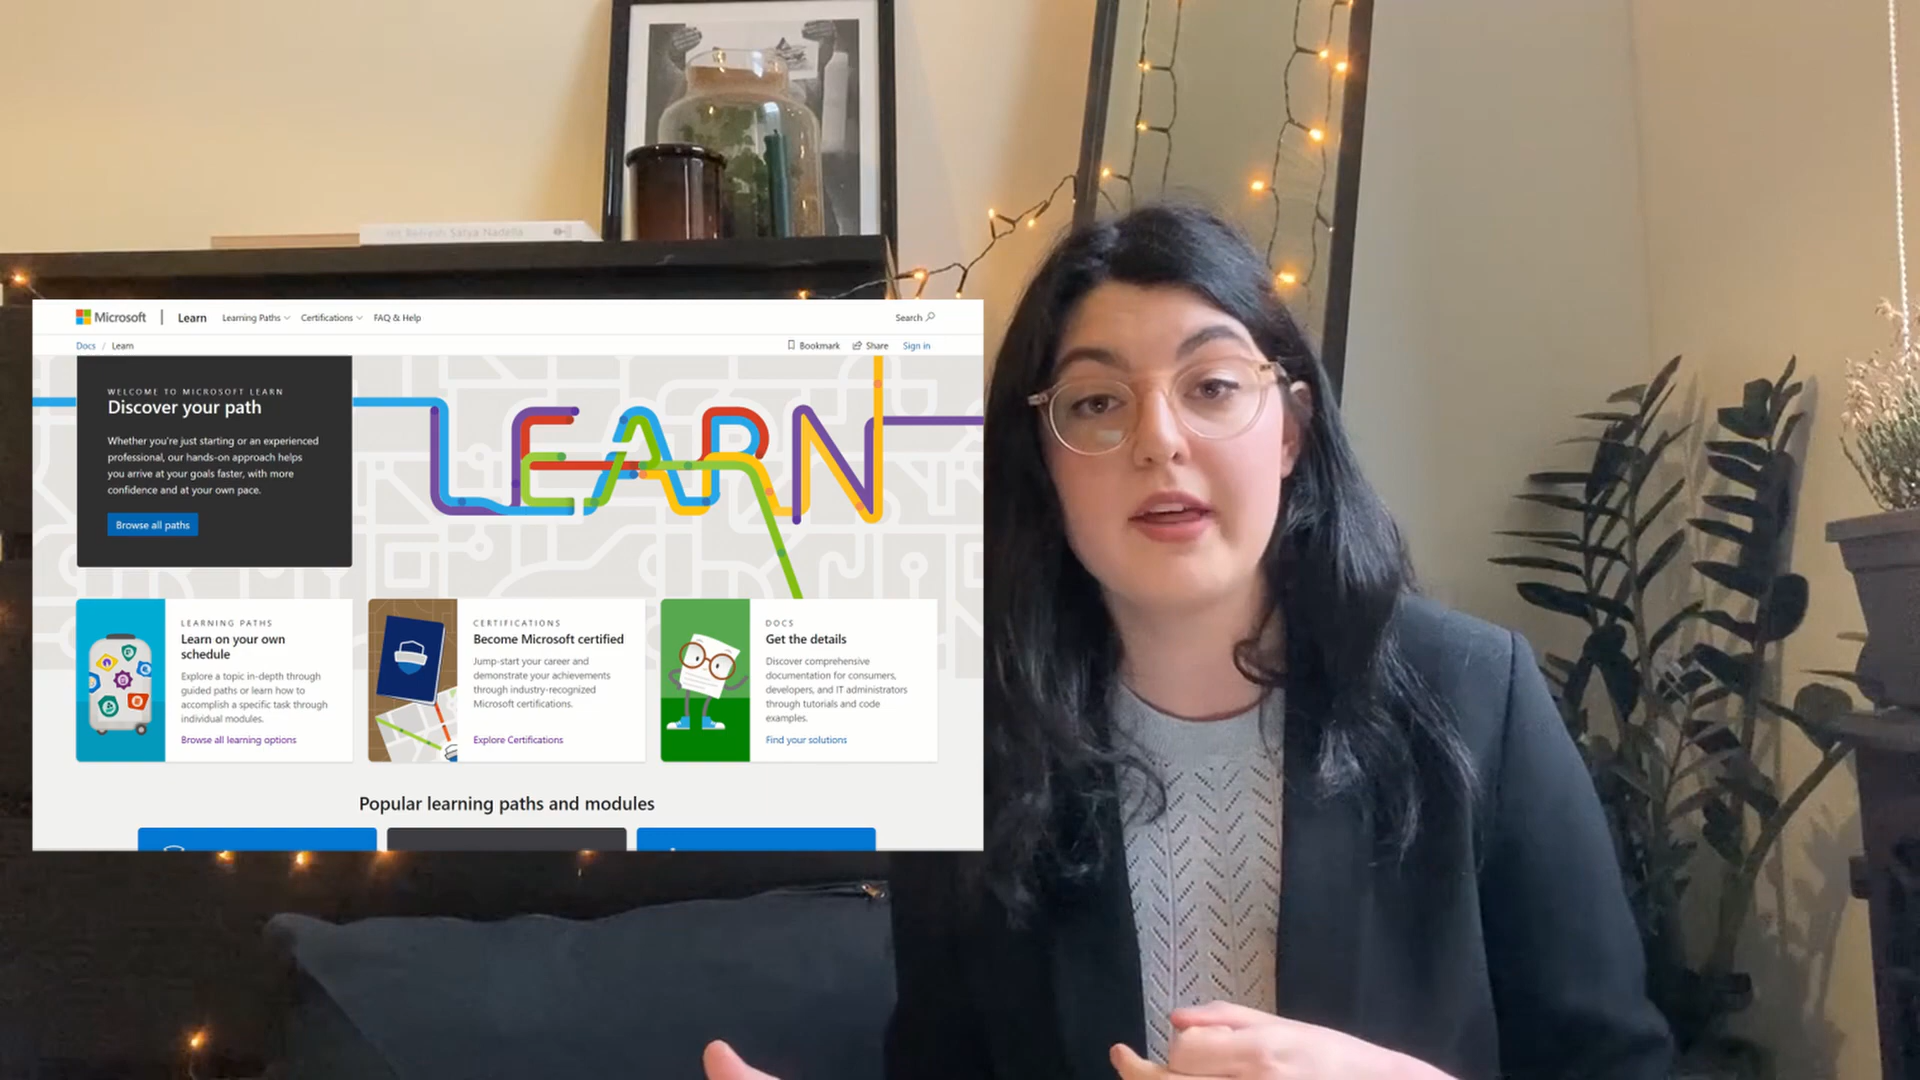 Hit Refresh Satya Nadella
Microsoft | Learn Learning Paths Certifications FAQ & Help Search
Docs / Learn Bookmark Share Sign in
WELCOME TO MICROSOFT LEARN
Discover your path
Whether you're just starting or an experienced
professional, our hands-on approach helps
you arrive at your goals faster, with more
confidence and at your own pace.
Browse all paths
LEARN
LEARNING PATHS
Learn on your own
schedule
Explore a topic in-depth through
guided paths or learn how to
accomplish a specific task through
individual modules.
Browse all learning options
CERTIFICATIONS
Become Microsoft certified
Jump-start your career and
demonstrate your achievements
through industry-recognized
Microsoft certifications.
Explore Certifications
DOCS
Get the details
Discover comprehensive
documentation for consumers,
developers, and IT administrators
through tutorials and code
examples.
Find your solutions
Popular learning paths and modules